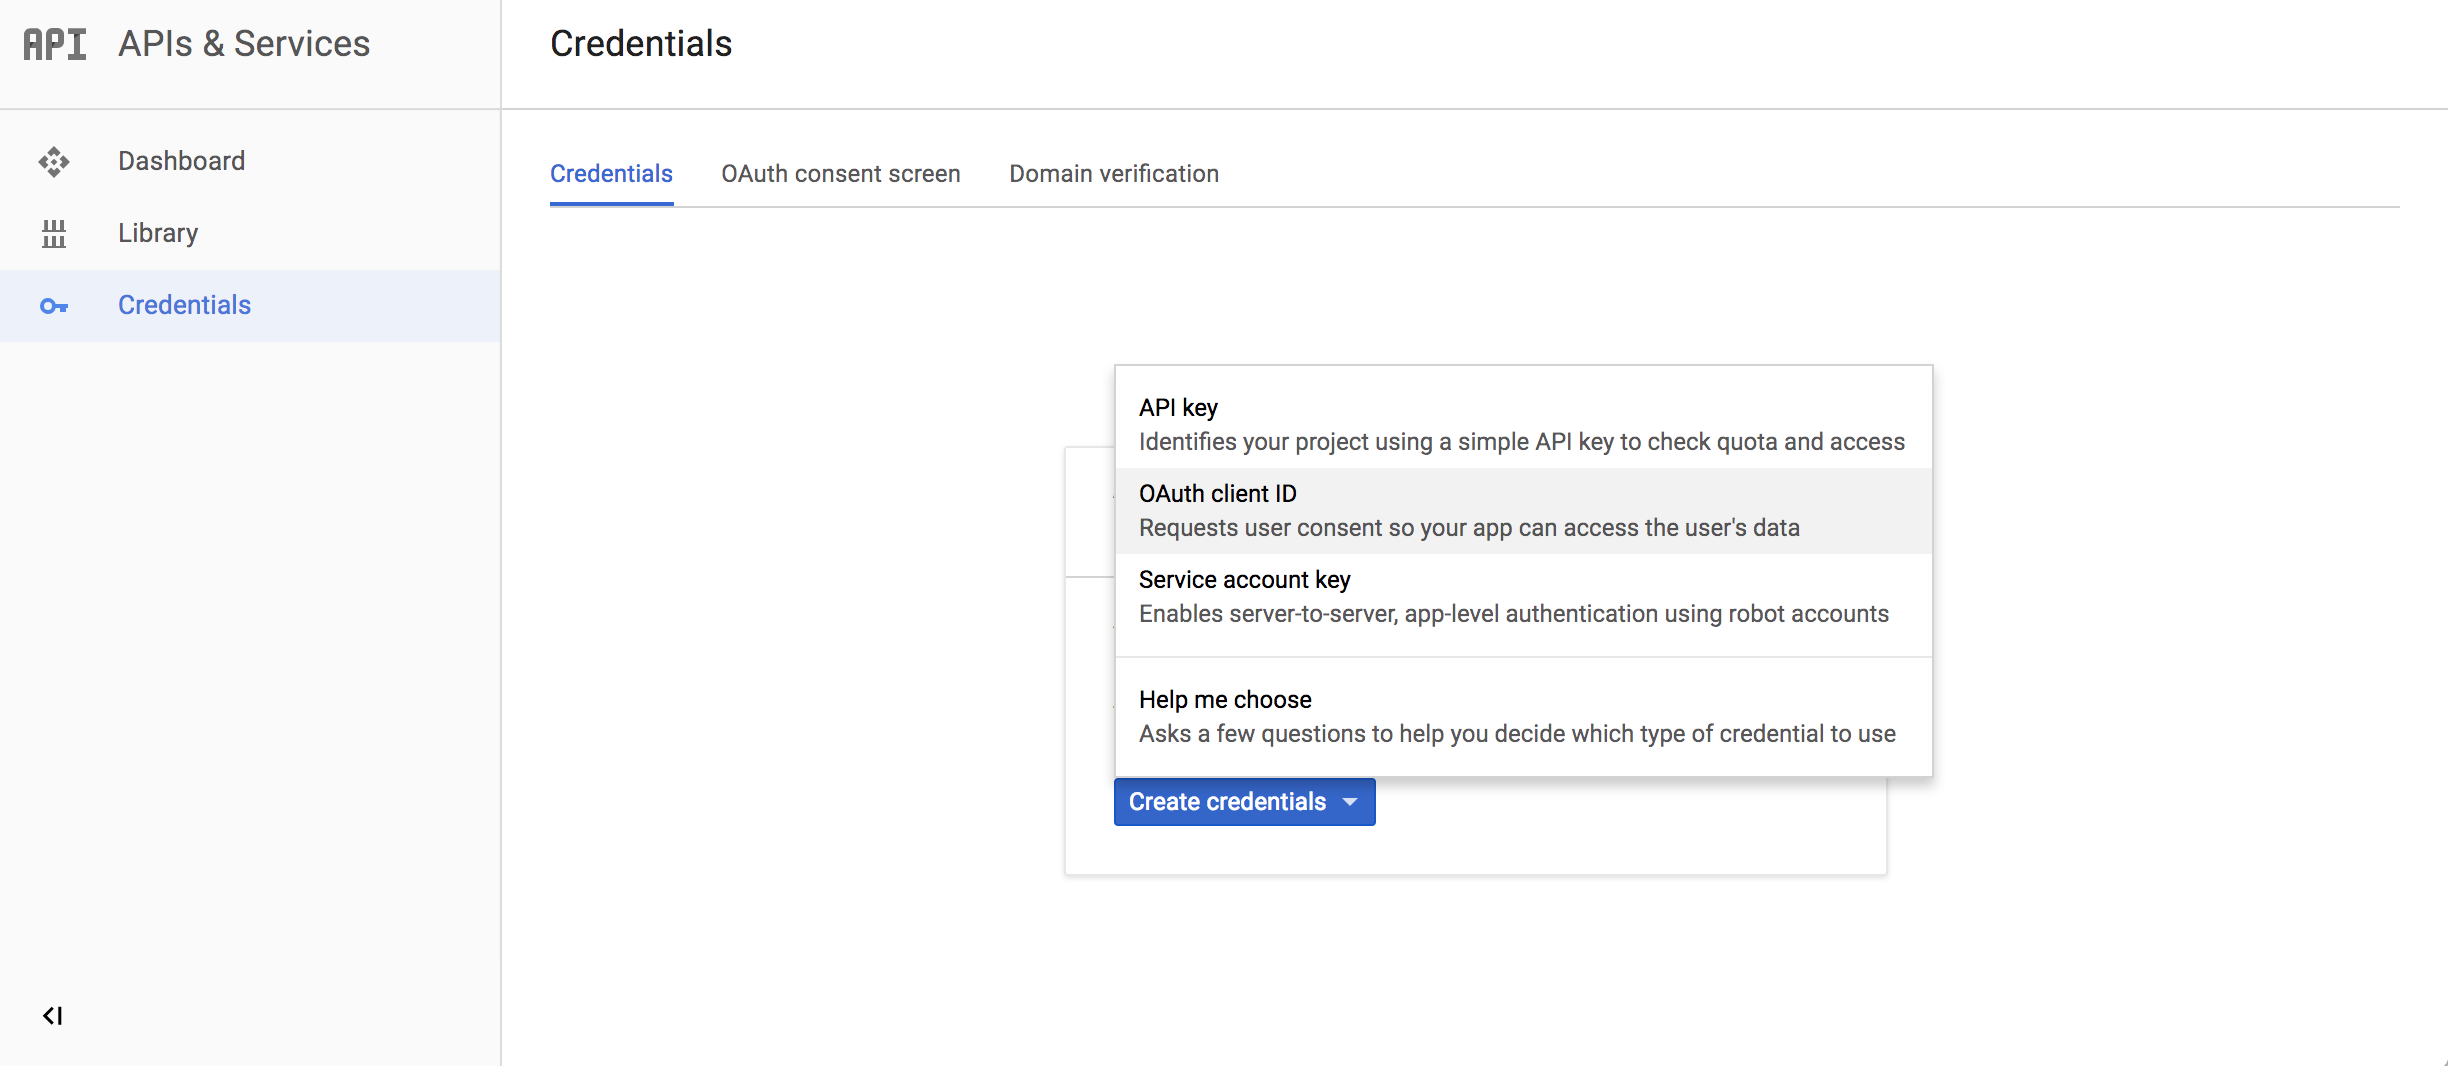 API APIs & Services
Credentials
Dashboard
Library
Credentials
Credentials OAuth consent screen Domain verification
API key
Identifies your project using a simple API key to check quota and access
OAuth client ID
Requests user consent so your app can access the user's data
Service account key
Enables server-to-server, app-level authentication using robot accounts
Help me choose
Asks a few questions to help you decide which type of credential to use
Create credentials